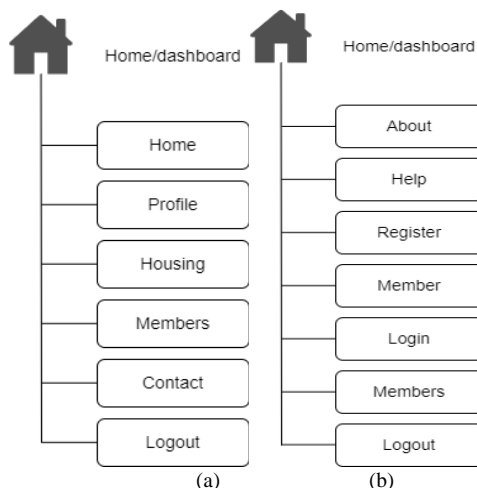 Home/dashboard
Home
Profile
Housing
Members
Contact
Logout
(a)
Home/dashboard
About
Help
Register
Member
Login
Members
Logout
(b)